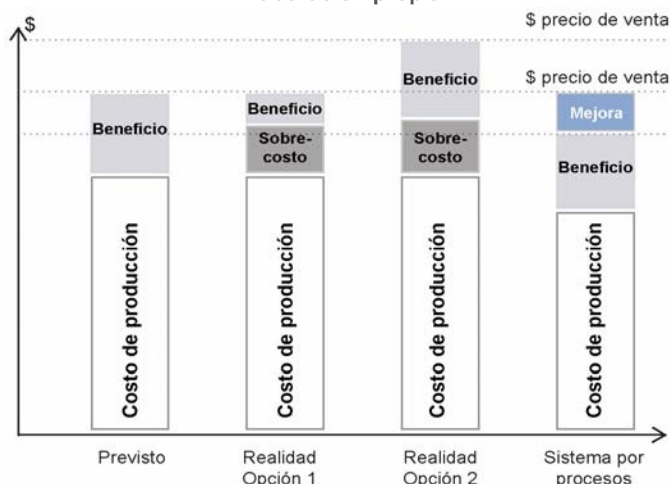 $ precio de venta
$
Beneficio
$ precio de venta
Beneficio
Beneficio
Mejora
Sobre-
costo
Sobre-
costo
Beneficio
Costo de producción
Costo de producción
Costo de producción
Costo de producción
Previsto
Realidad
Opción 1
Realidad
Opción 2
Sistema por
procesos